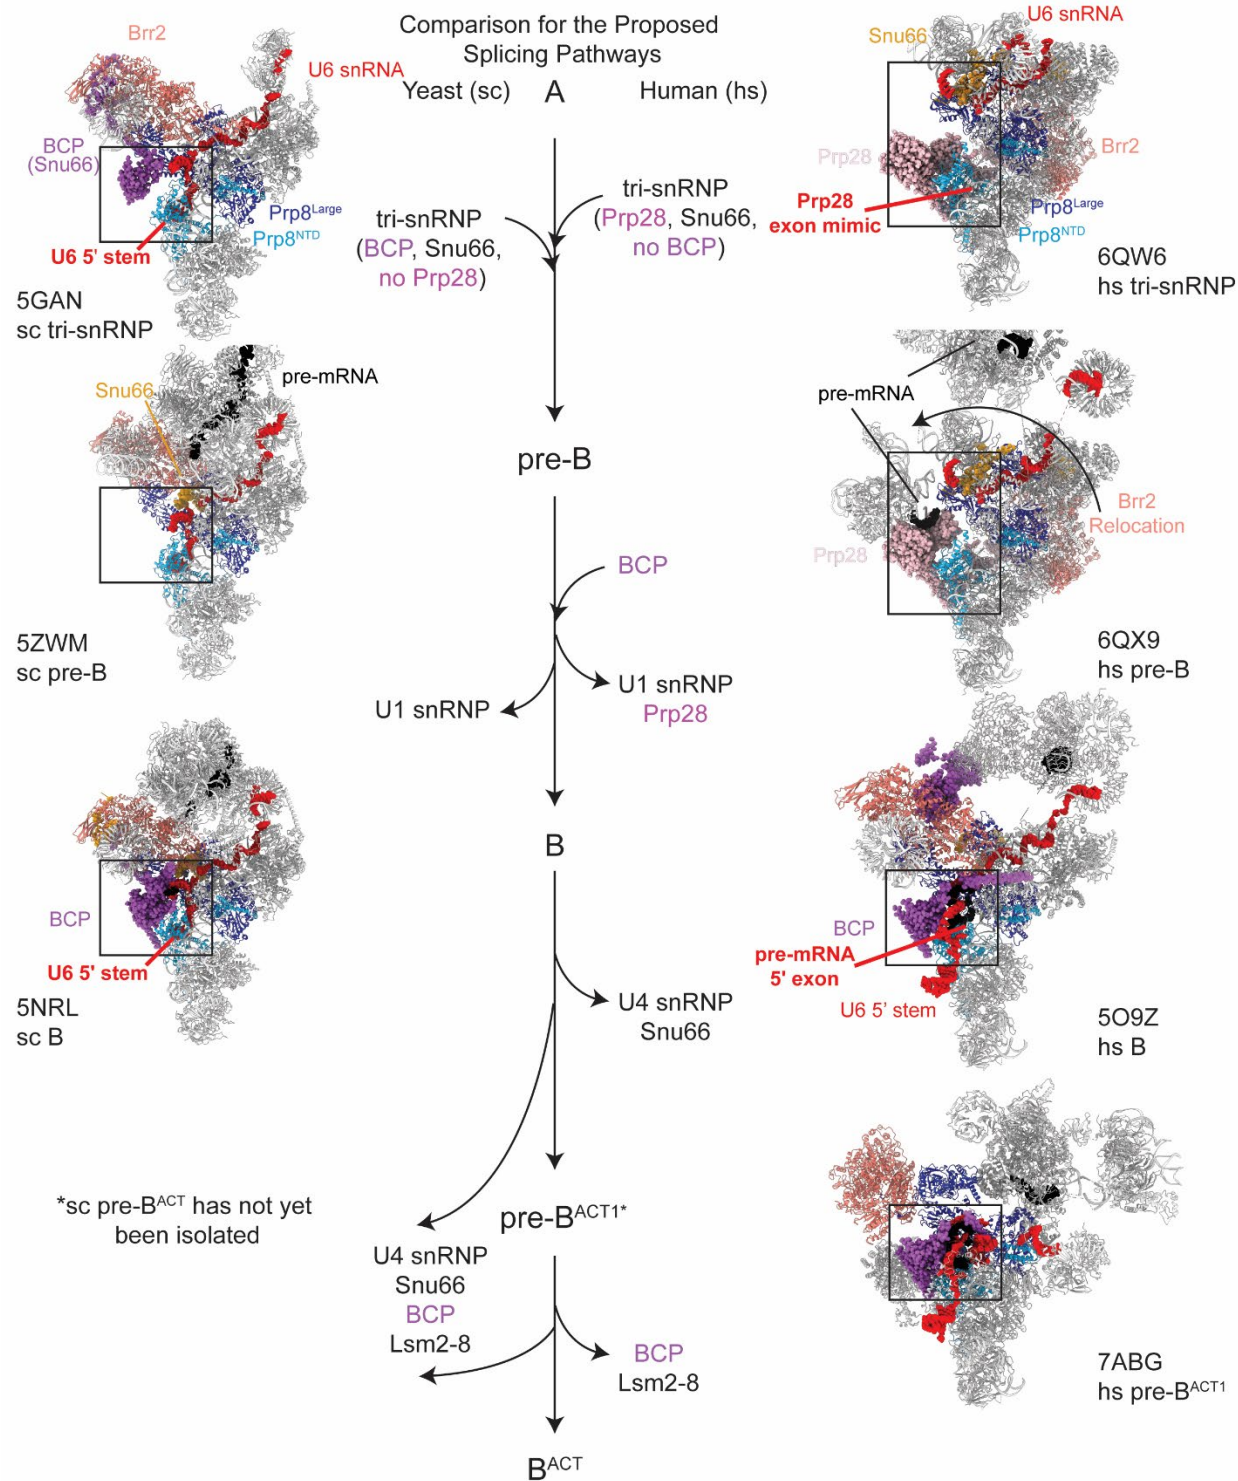 Comparison for the Proposed
Splicing Pathways
Yeast (sc)
A
Human (hs)
Brr2
U6 snRNA
BCP
(Snu66)
Prp8Large
Prp8NTD
U6 5' stem
5GAN
sc tri-snRNP
tri-snRNP
(BCP, Snu66,
no Prp28)
tri-snRNP
(Prp28, Snu66,
no BCP)
U6 snRNA
Snu66
Prp28
Brr2
Prp28
exon mimic
Prp8Large
Prp8NTD
6QW6
hs tri-snRNP
Snu66
pre-mRNA
5ZWM
sc pre-B
pre-B
pre-mRNA
Brr2
Relocation
Prp28
6QX9
hs pre-B
BCP
U1 snRNP
U1 snRNP
Prp28
BCP
U6 5' stem
5NRL
sc B
B
BCP
pre-mRNA
5' exon
U6 5' stem
5O9Z
hs B
U4 snRNP
Snu66
*sc pre-BACT has not yet
been isolated
pre-BACT1*
U4 snRNP
Snu66
BCP
Lsm2-8
BCP
Lsm2-8
7ABG
hs pre-BACT1
BACT